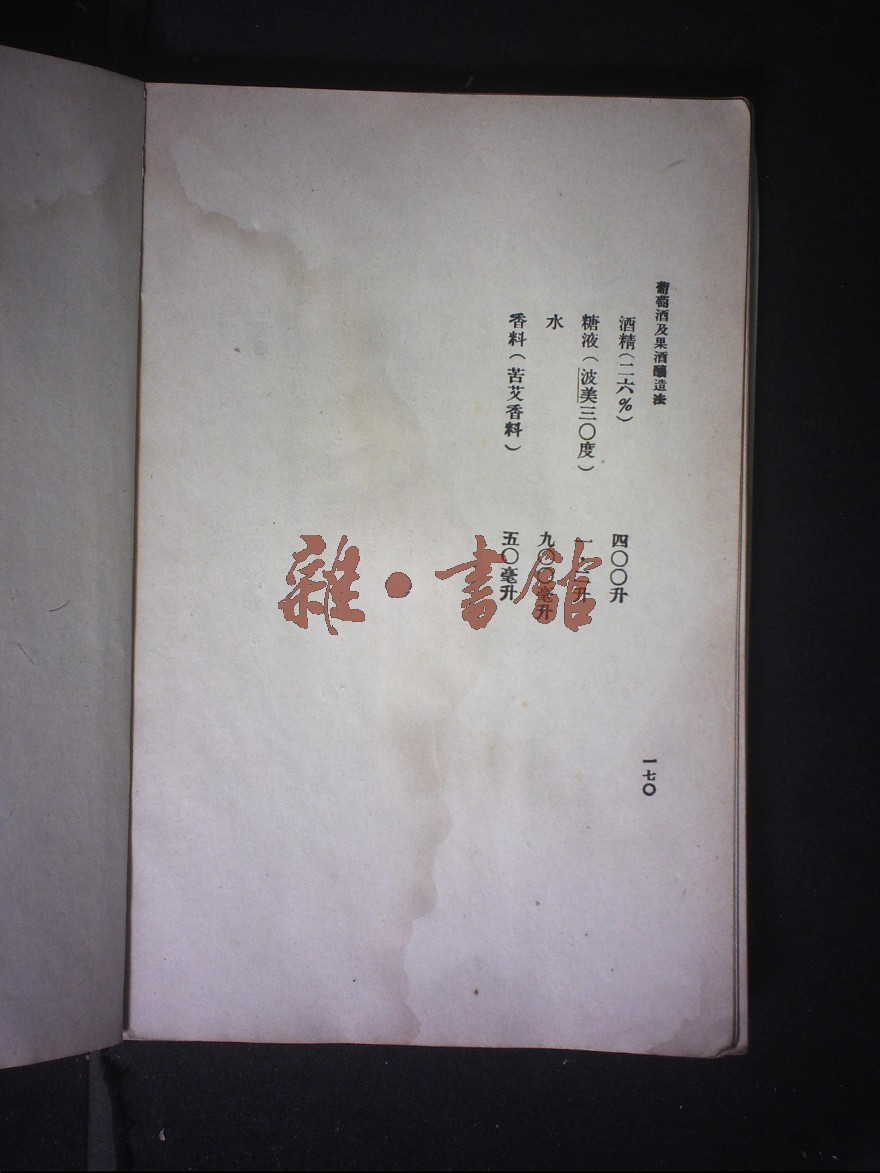 葡萄酒及果酒釀造法
酒精(二六%) 四〇〇升
糖液(波美三〇度) 升
水 九〇〇毫升
香料(苦艾香料) 五〇毫升
一七〇
雜·書館